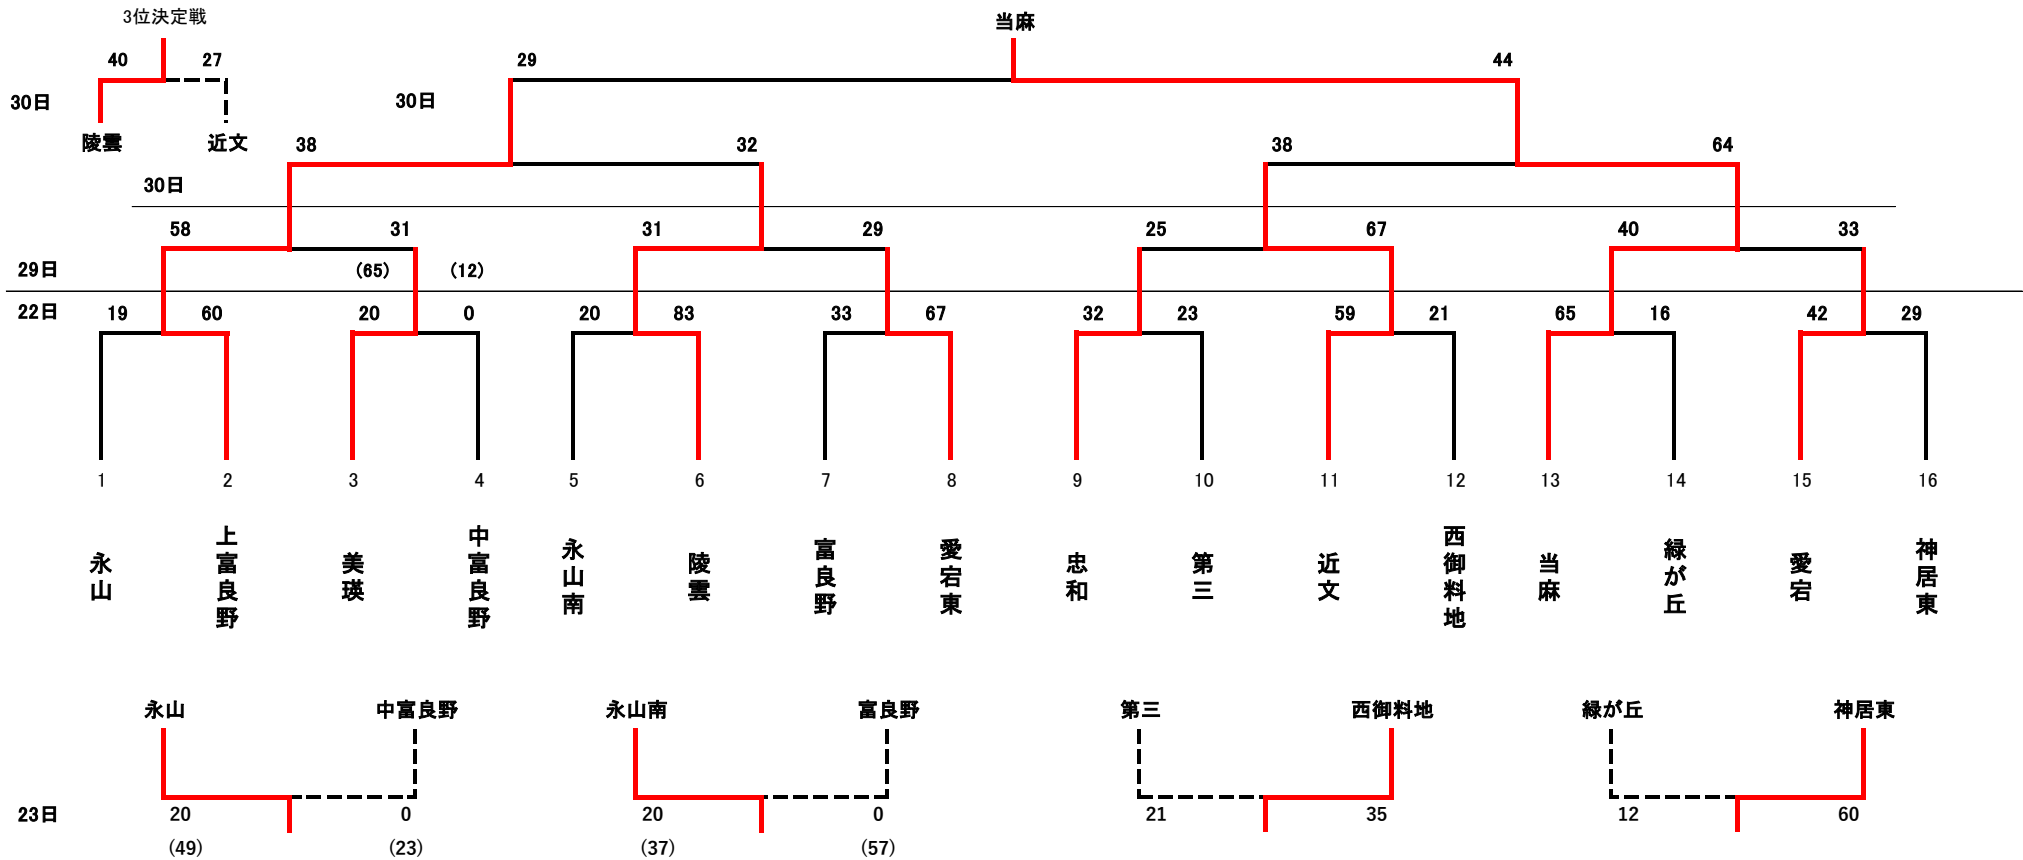 3位決定戦
当麻
40 27 29 44
30日 30日
陵雲 近文
38 32 38 64
30日
58 31 31 29 25 67 40 33
29日 (65) (12)
22日 19 60 20 0 20 83 33 67 32 23 59 21 65 16 42 29
1 2 3 4 5 6 7 8 9 10 11 12 13 14 15 16
永山
上富良野
美瑛
中富良野
永山南
陵雲
富良野
愛宕東
忠和
第三
近文
西御料地
当麻
緑が丘
愛宕
神居東
永山 中富良野 永山南 富良野 第三 西御料地 緑が丘 神居東
23日 20 0 20 0 21 35 12 60
(49) (23) (37) (57)